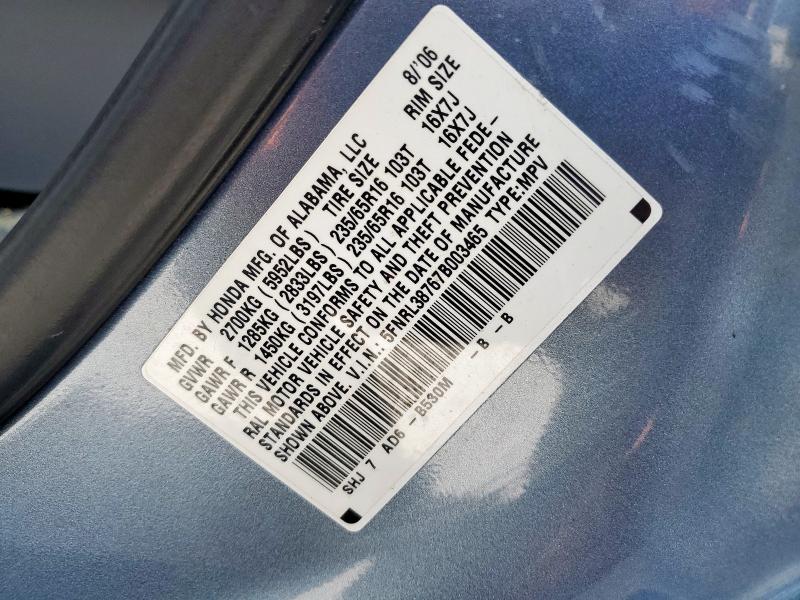 MFD. BY HONDA MFG. OF ALABAMA, LLC 8/'06
GVWR 2700KG (5952LBS) TIRE SIZE RIM SIZE
GAWR F 1285KG (2833LBS) 235/65R16 103T 16X7J
GAWR R 1450KG (3197LBS) 235/65R16 103T 16X7J
THIS VEHICLE CONFORMS TO ALL APPLICABLE FEDE-
RAL MOTOR VEHICLE SAFETY AND THEFT PREVENTION
STANDARDS IN EFFECT ON THE DATE OF MANUFACTURE
SHOWN ABOVE. V.I.N.: 5FNRL38767B003465 TYPE:MPV
SHJ 7 AD6 - B530M - B - B